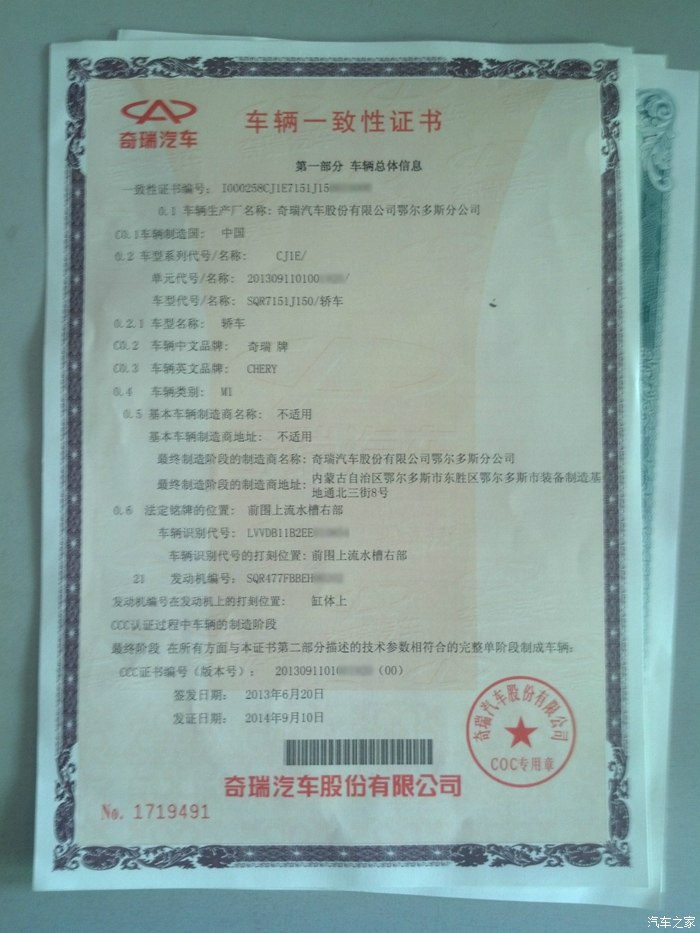 奇瑞汽车
车辆一致性证书
第一部分 车辆总体信息
一致性证书编号: I000258CJ1E7151J15
0.1 车辆生产厂名称: 奇瑞汽车股份有限公司鄂尔多斯分公司
C0.1车辆制造国: 中国
0.2 车型系列代号/名称: CJ1E/
单元代号/名称: 201309110100 /
车型代号/名称: SQR7151J150/轿车
0.2.1 车型名称: 轿车
C0.2 车辆中文品牌: 奇瑞 牌
C0.3 车辆英文品牌: CHERY
0.4 车辆类别: M1
0.5 基本车辆制造商名称: 不适用
基本车辆制造商地址: 不适用
最终制造阶段的制造商名称: 奇瑞汽车股份有限公司鄂尔多斯分公司
最终制造阶段的制造商地址: 内蒙古自治区鄂尔多斯市东胜区鄂尔多斯市装备制造基
地通北三街8号
0.6 法定铭牌的位置: 前围上流水槽右部
车辆识别代号: LVVDB11B2EE
车辆识别代号的打刻位置: 前围上流水槽右部
21 发动机编号: SQR477FBBEH
发动机编号在发动机上的打刻位置: 缸体上
CCC认证过程中车辆的制造阶段
最终阶段 在所有方面与本证书第二部分描述的技术参数相符合的完整单阶段制成车辆:
CCC证书编号（版本号）: 2013091101 （00）
签发日期: 2013年6月20日
发证日期: 2014年9月10日
奇瑞汽车股份有限公司
COC专用章
奇瑞汽车股份有限公司
No. 1719491
汽车之家